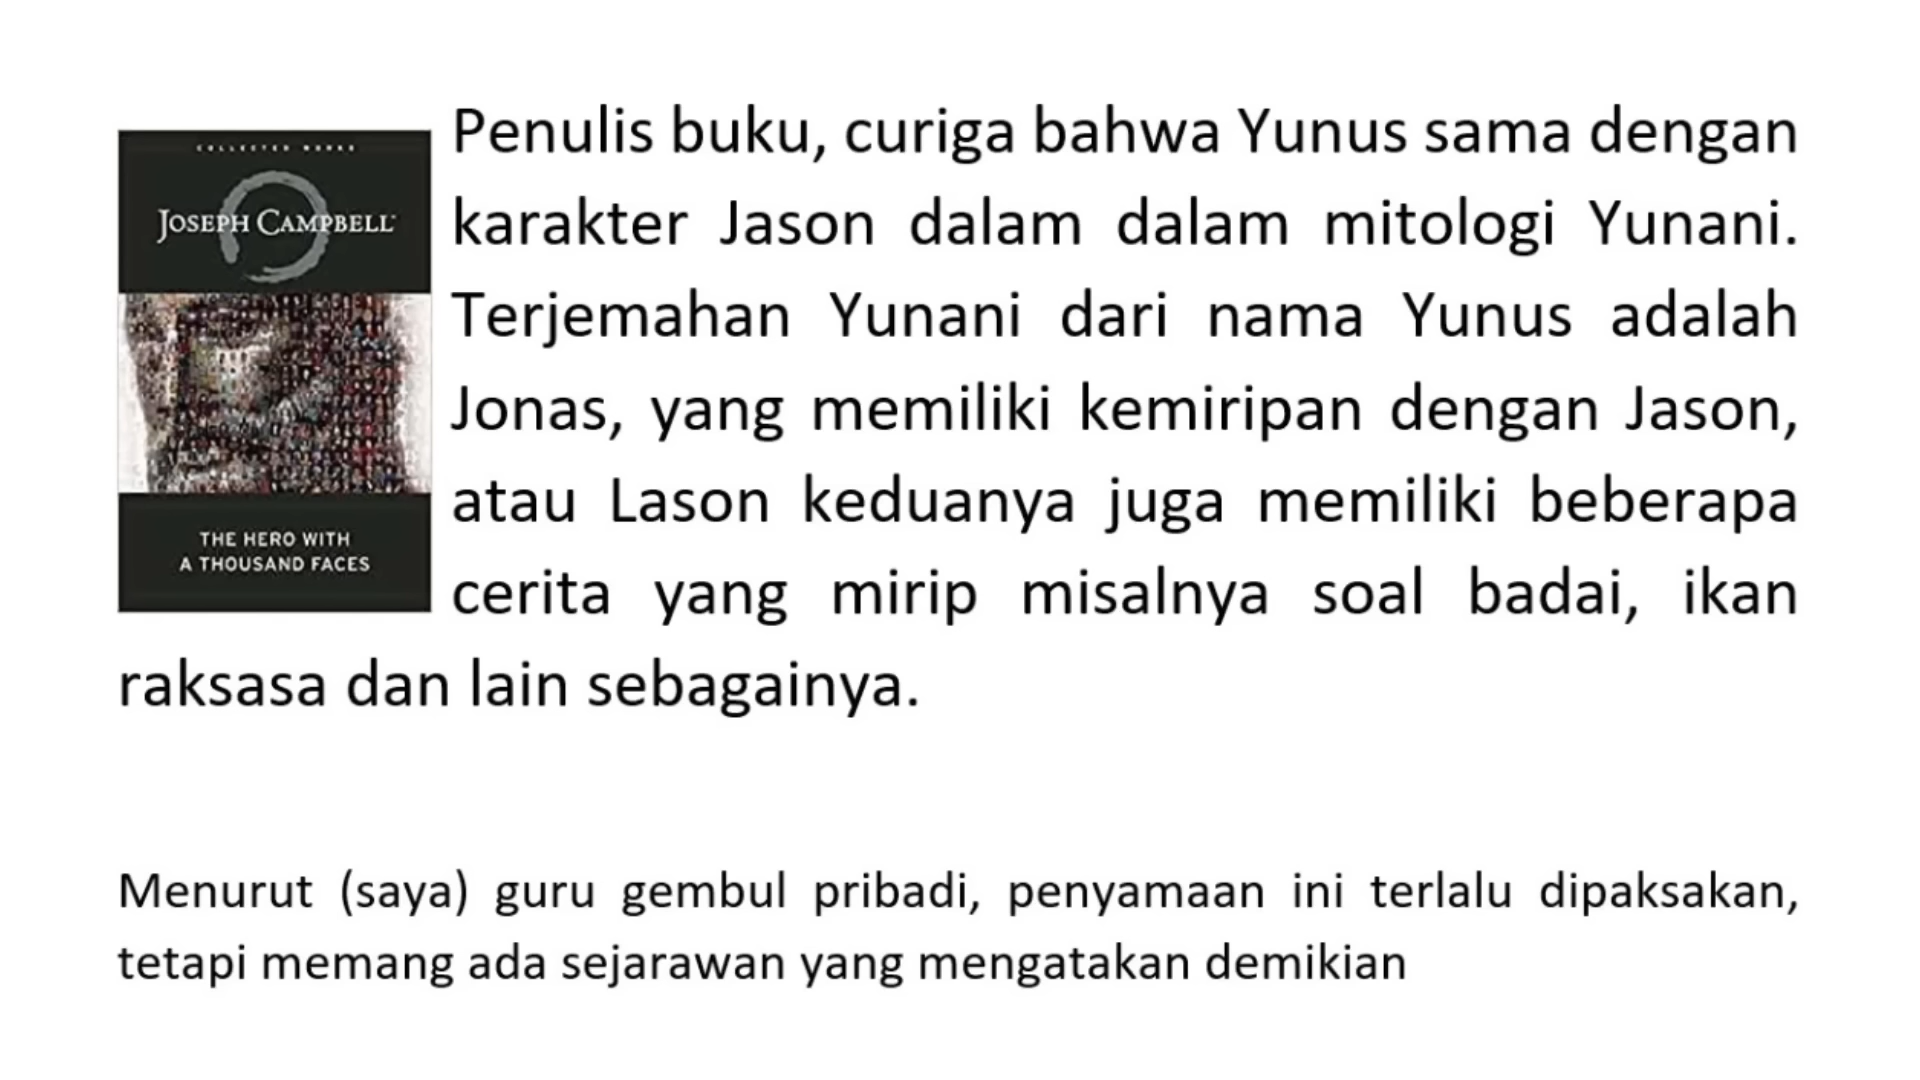 COLLECTED WORKS
JOSEPH CAMPBELL
THE HERO WITH
A THOUSAND FACES
Penulis buku, curiga bahwa Yunus sama dengan
karakter Jason dalam dalam mitologi Yunani.
Terjemahan Yunani dari nama Yunus adalah
Jonas, yang memiliki kemiripan dengan Jason,
atau Lason keduanya juga memiliki beberapa
cerita yang mirip misalnya soal badai, ikan
raksasa dan lain sebagainya.
Menurut (saya) guru gembul pribadi, penyamaan ini terlalu dipaksakan,
tetapi memang ada sejarawan yang mengatakan demikian